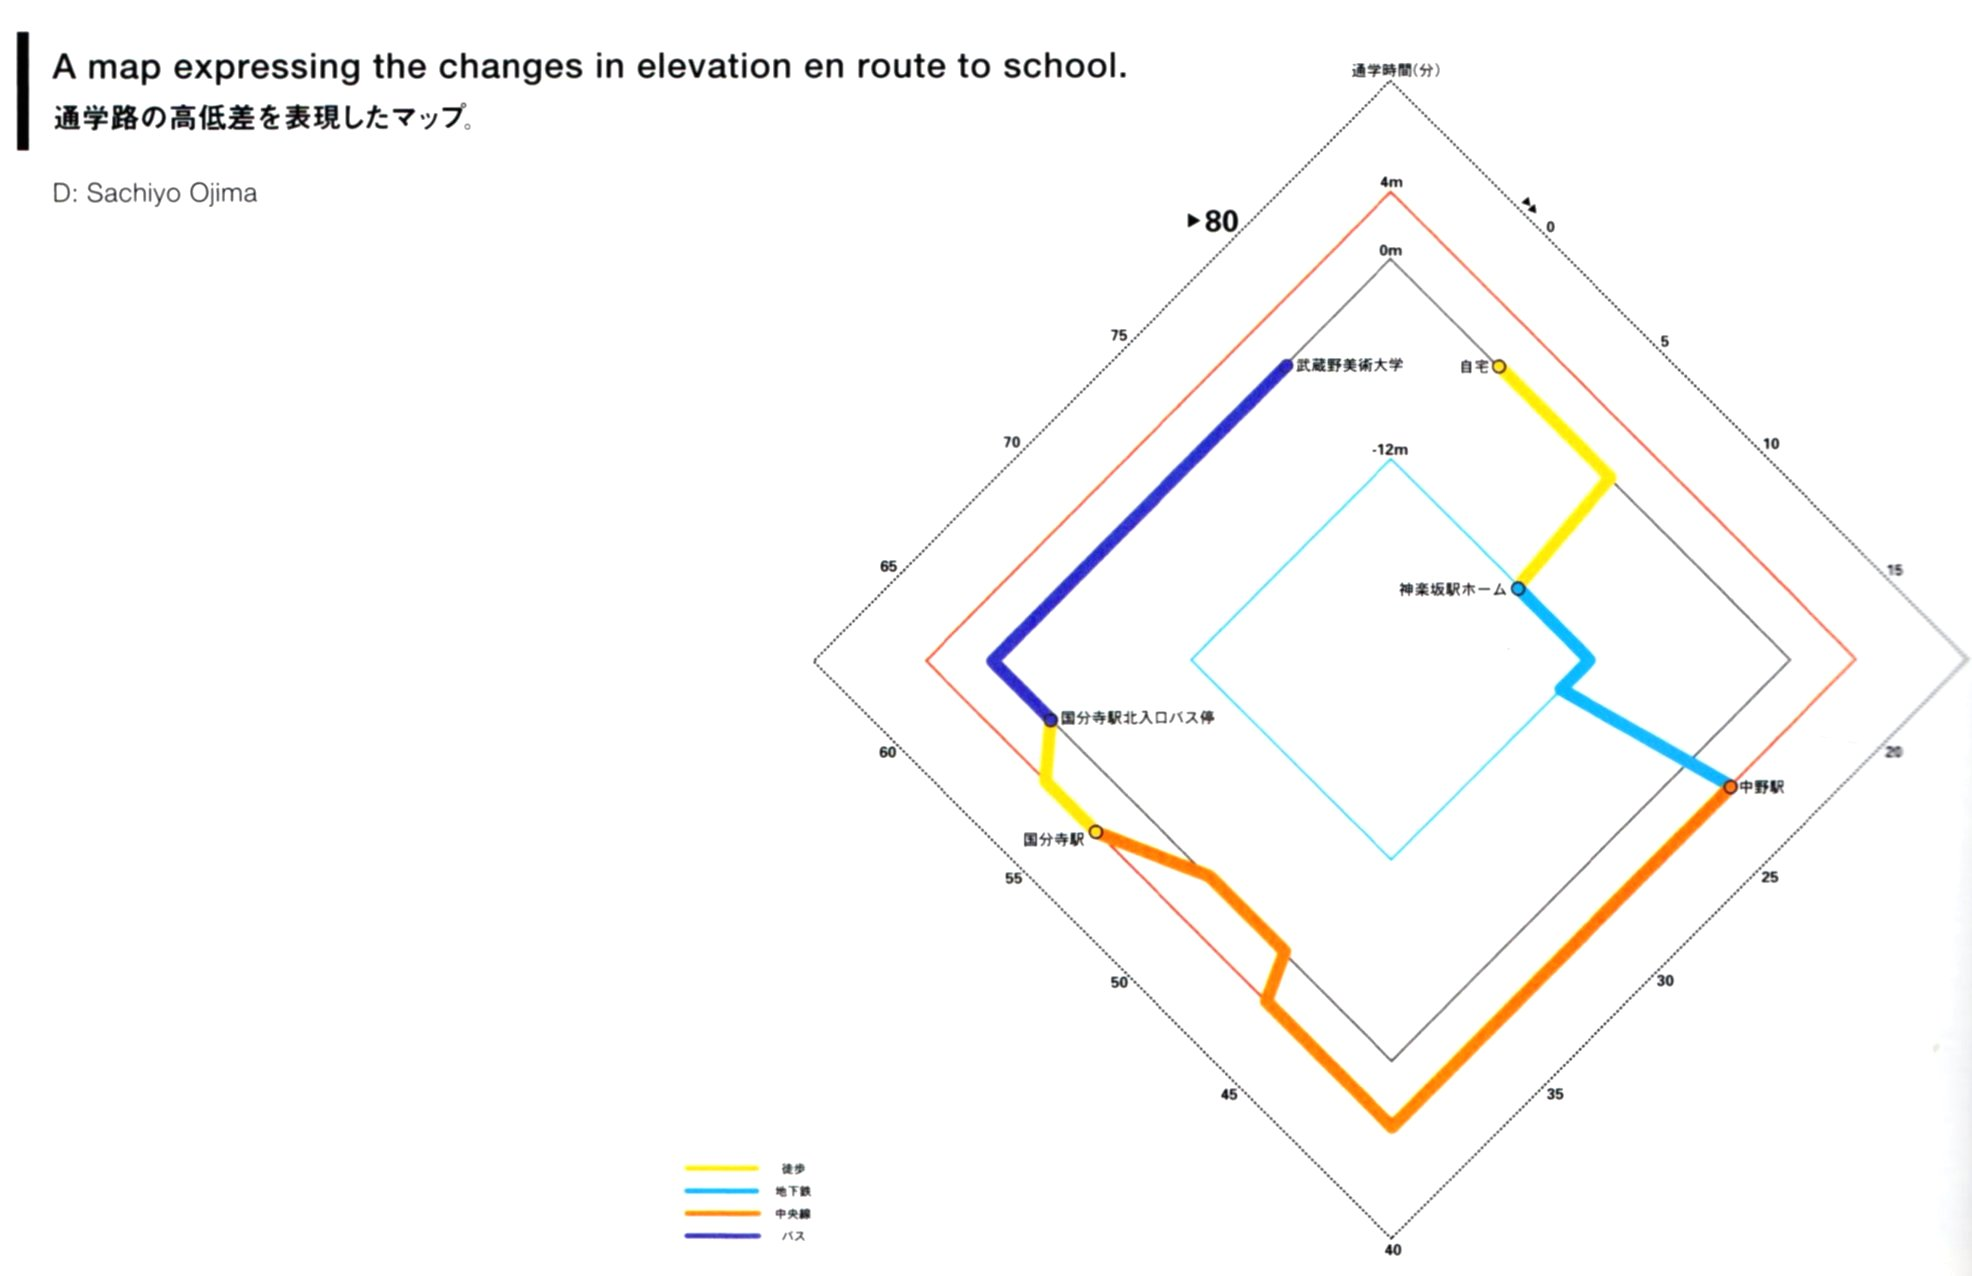 A map expressing the changes in elevation en route to school.
通学路の高低差を表現したマップ。
D: Sachiyo Ojima
通学時間(分)
4m
▶80
0
0m
75
5
武蔵野美術大学
自宅
70
10
-12m
65
15
神楽坂駅ホーム
国分寺駅北入口バス停
60
20
中野駅
国分寺駅
55
25
50
30
45
35
40
徒歩
地下鉄
中央線
バス